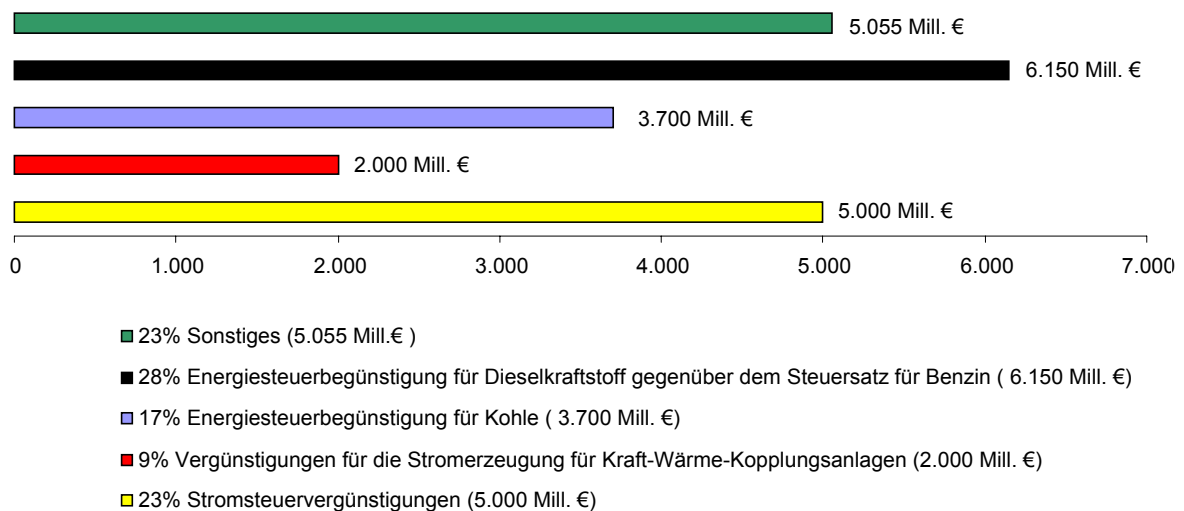 5.055 Mill. €
6.150 Mill. €
3.700 Mill. €
2.000 Mill. €
5.000 Mill. €
0 1.000 2.000 3.000 4.000 5.000 6.000 7.000
23% Sonstiges (5.055 Mill.€ )
28% Energiesteuerbegünstigung für Dieselkraftstoff gegenüber dem Steuersatz für Benzin ( 6.150 Mill. €)
17% Energiesteuerbegünstigung für Kohle ( 3.700 Mill. €)
9% Vergünstigungen für die Stromerzeugung für Kraft-Wärme-Kopplungsanlagen (2.000 Mill. €)
23% Stromsteuervergünstigungen (5.000 Mill. €)